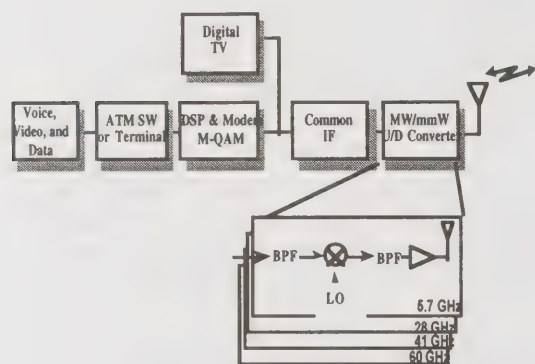 Digital
TV
Voice,
Video, and
Data
ATM SW
or Terminal
DSP & Modem
M-QAM
Common
IF
MW/mmW
U/D Converter
BPF
BPF
LO
5.7 GHz
28 GHz
41 GHz
60 GHz